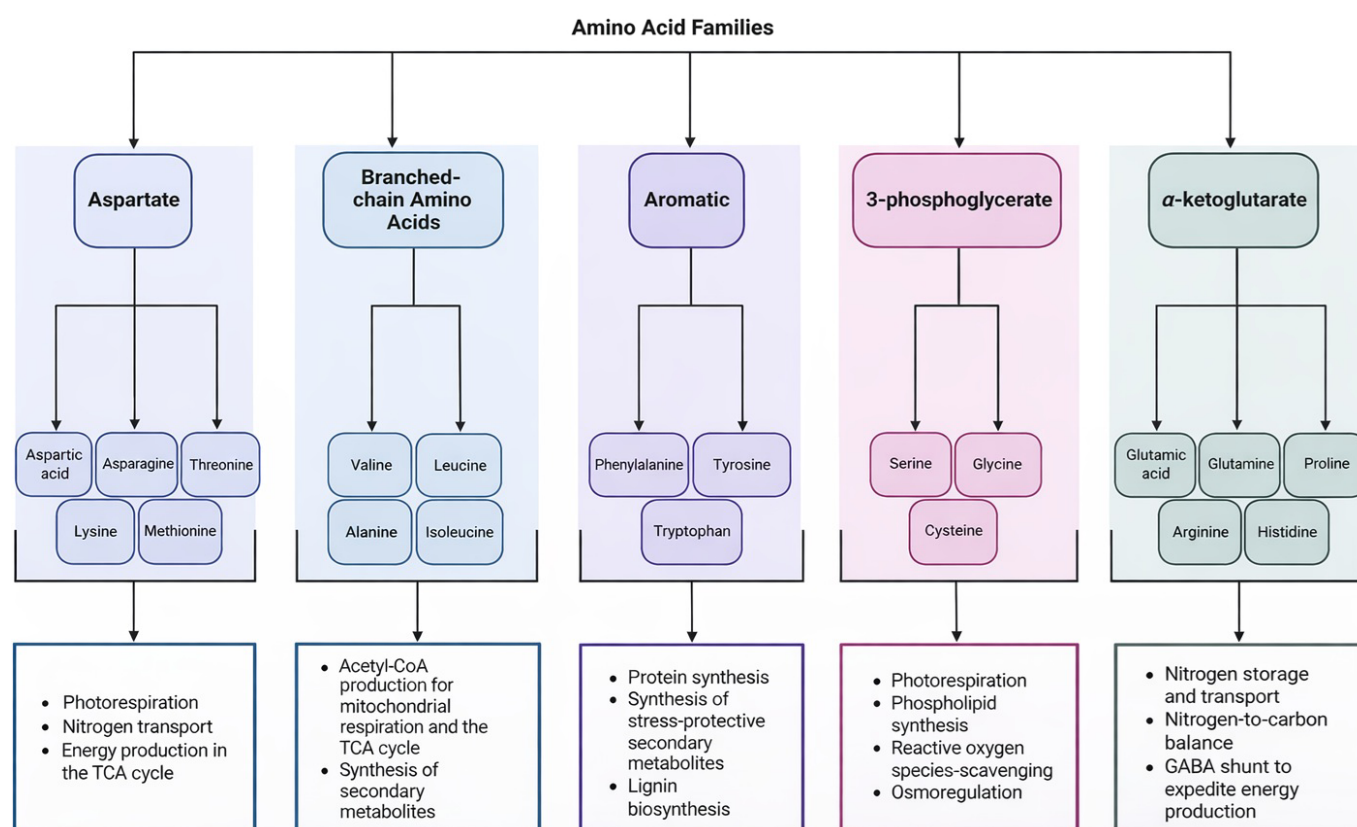 Amino Acid Families
Aspartate
Branched-
chain Amino
Acids
Aromatic
3-phosphoglycerate
α-ketoglutarate
Aspartic
acid
Asparagine
Threonine
Lysine
Methionine
Valine
Leucine
Alanine
Isoleucine
Phenylalanine
Tyrosine
Tryptophan
Serine
Glycine
Cysteine
Glutamic
acid
Glutamine
Proline
Arginine
Histidine
• Photorespiration
• Nitrogen transport
• Energy production in
the TCA cycle
• Acetyl-CoA
production for
mitochondrial
respiration and the
TCA cycle
• Synthesis of
secondary
metabolites
• Protein synthesis
• Synthesis of
stress-protective
secondary
metabolites
• Lignin
biosynthesis
• Photorespiration
• Phospholipid
synthesis
• Reactive oxygen
species-scavenging
• Osmoregulation
• Nitrogen storage
and transport
• Nitrogen-to-carbon
balance
• GABA shunt to
expedite energy
production